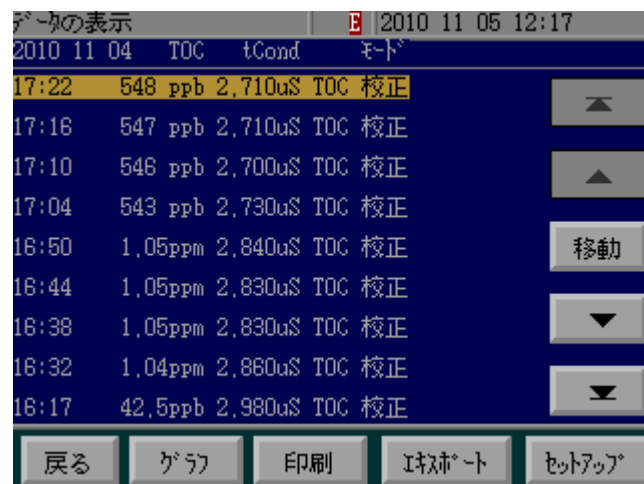 データの表示 E 2010 11 05 12:17
2010 11 04 TOC tCond モード
17:22 548 ppb 2.710uS TOC 校正
17:16 547 ppb 2.710uS TOC 校正
17:10 546 ppb 2.700uS TOC 校正
17:04 543 ppb 2.730uS TOC 校正
16:50 1.05ppm 2.840uS TOC 校正
移動
16:44 1.05ppm 2.830uS TOC 校正
16:38 1.05ppm 2.830uS TOC 校正
16:32 1.04ppm 2.860uS TOC 校正
16:17 42.5ppb 2.980uS TOC 校正
戻る グラフ 印刷 エキスポート セットアップ